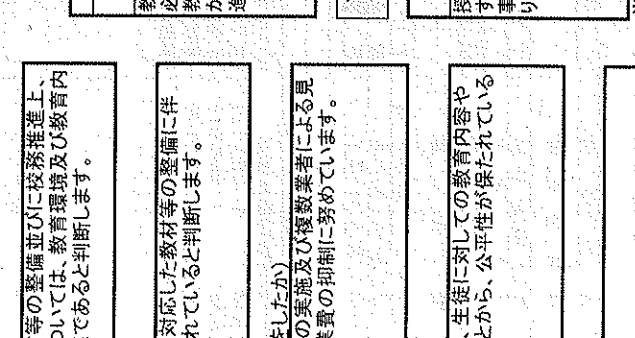 等の整備並びに校務推進上、
ついては、教育環境及び教育内
であると判断します。
対応した教材等の整備に伴
れていると判断します。
をしたか)
の実施及び複数業者による見
業費の抑制に努めています。
、生徒に対しての教育内容や
とから、公平性が保たれている